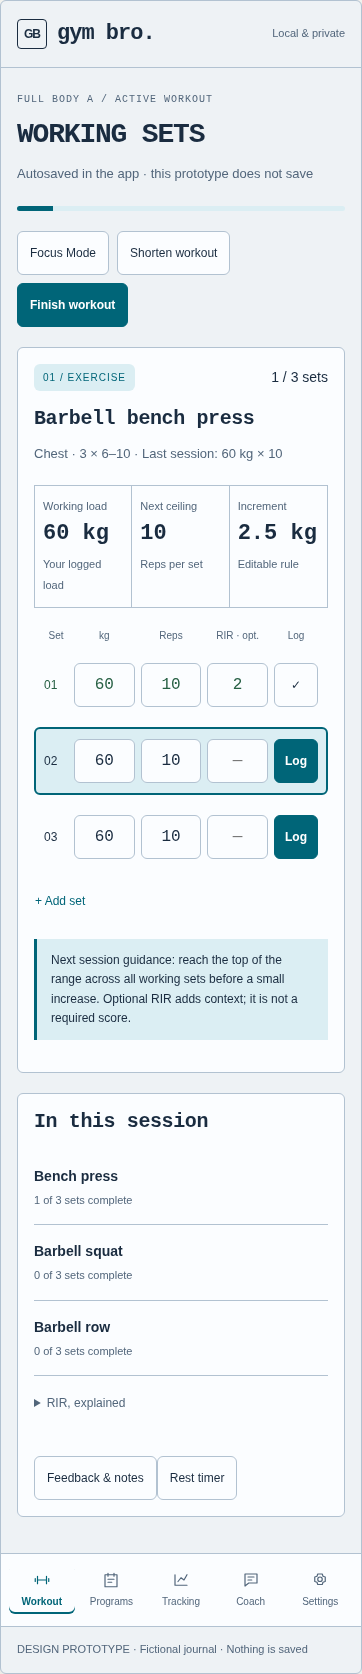 GB gym bro. Local & private
FULL BODY A / ACTIVE WORKOUT
WORKING SETS
Autosaved in the app · this prototype does not save
Focus Mode Shorten workout
Finish workout
01 / EXERCISE 1 / 3 sets
Barbell bench press
Chest · 3 × 6–10 · Last session: 60 kg × 10
Working load Next ceiling Increment
60 kg 10 2.5 kg
Your logged load Reps per set Editable rule
Set kg Reps RIR · opt. Log
01 60 10 2 ✓
02 60 10 — Log
03 60 10 — Log
+ Add set
Next session guidance: reach the top of the
range across all working sets before a small
increase. Optional RIR adds context; it is not a
required score.
In this session
Bench press
1 of 3 sets complete
Barbell squat
0 of 3 sets complete
Barbell row
0 of 3 sets complete
▶ RIR, explained
Feedback & notes Rest timer
Workout Programs Tracking Coach Settings
DESIGN PROTOTYPE · Fictional journal · Nothing is saved